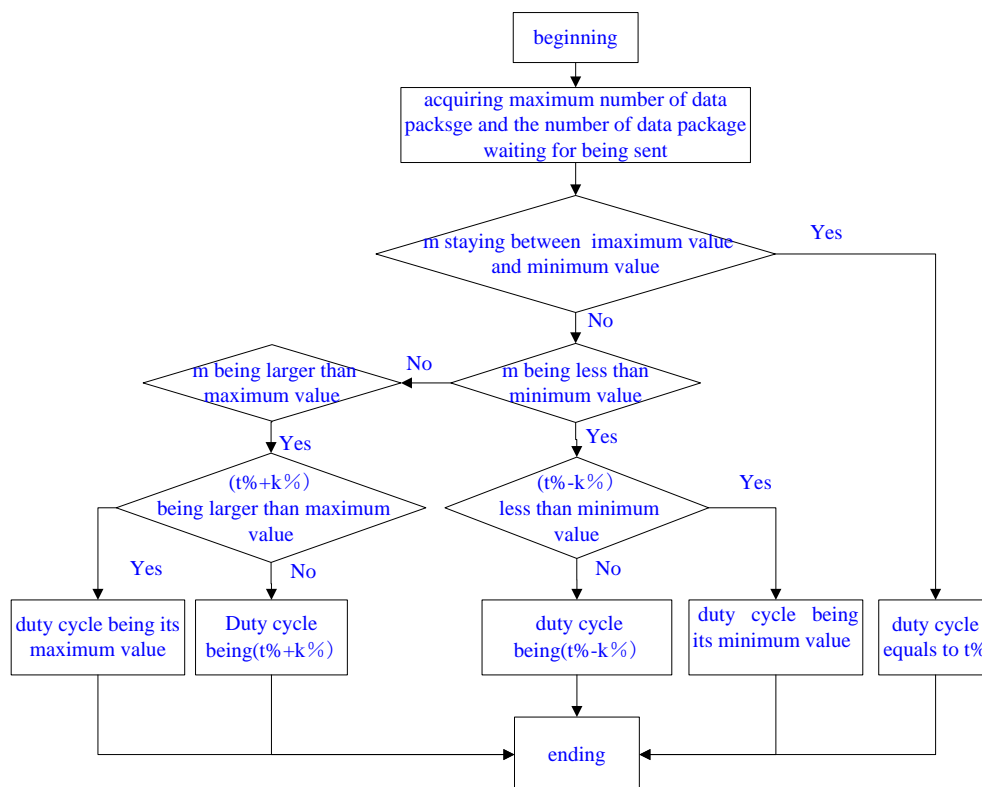 beginning
acquiring maximum number of data
packsge and the number of data package
waiting for being sent
m staying between imaximum value
and minimum value
Yes
No
m being larger than
maximum value
No
m being less than
minimum value
Yes
Yes
(t%+k%)
being larger than maximum
value
(t%-k%)
less than minimum
value
Yes
Yes
No
No
duty cycle being its
maximum value
Duty cycle
being(t%+k%)
duty cycle
being(t%-k%)
duty cycle being
its minimum value
duty cycle
equals to t%
ending